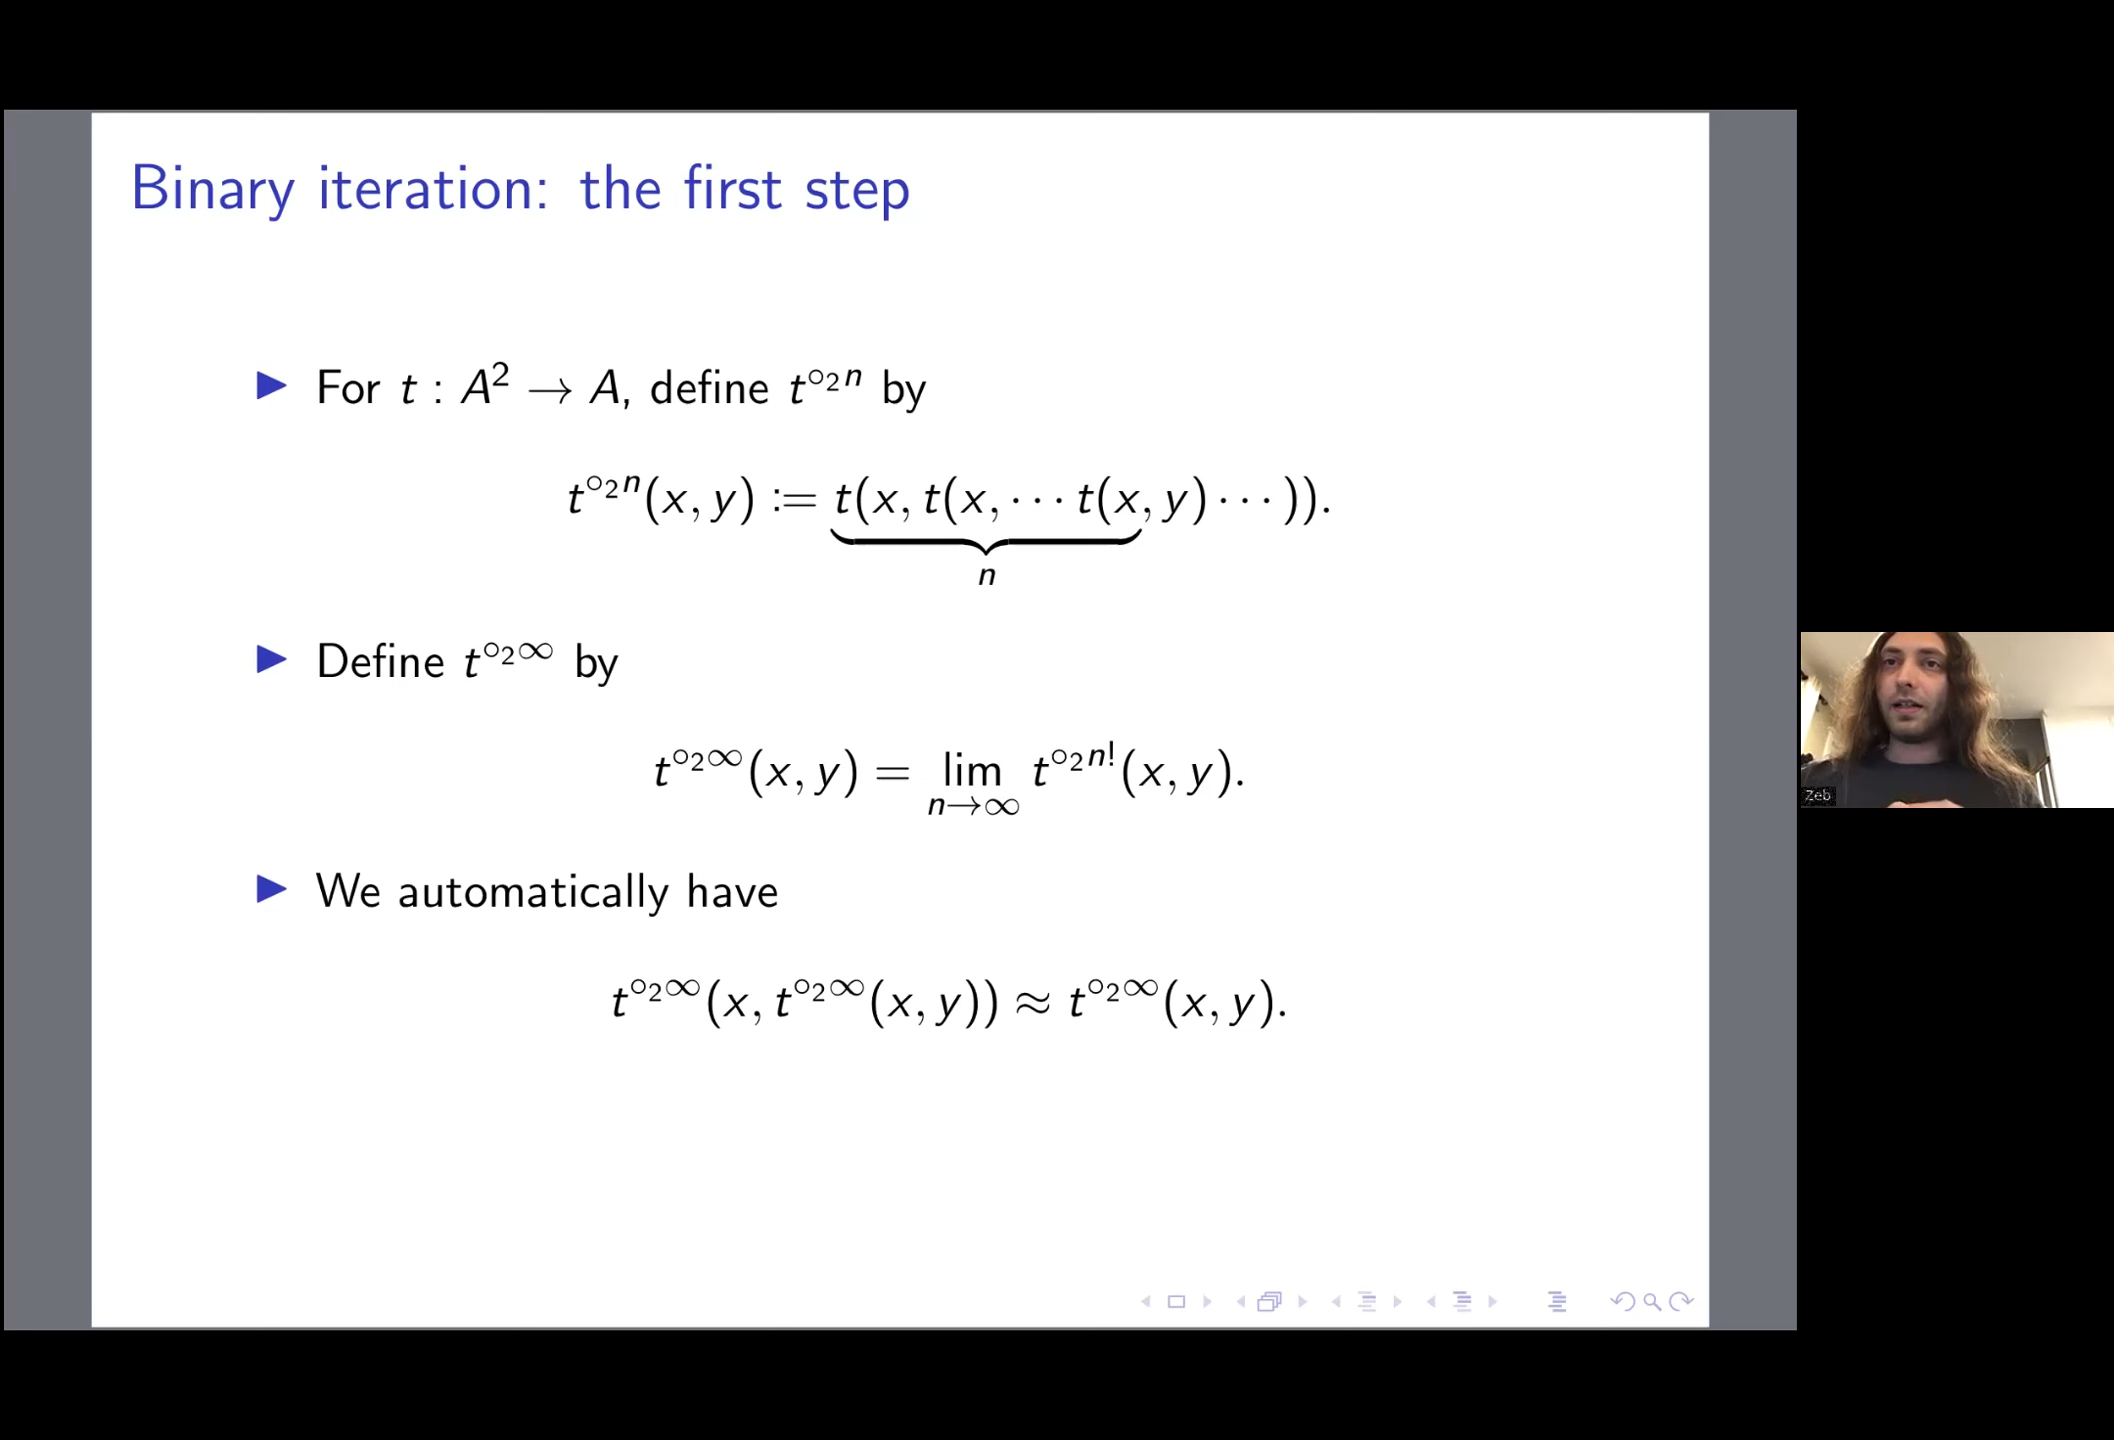 Binary iteration: the first step
▶ For t : A² → A, define t^{∘₂n} by
t^{∘₂n}(x, y) := t(x, t(x, ··· t(x, y) ··· )).
n
▶ Define t^{∘₂∞} by
t^{∘₂∞}(x, y) = lim_{n→∞} t^{∘₂n!}(x, y).
▶ We automatically have
t^{∘₂∞}(x, t^{∘₂∞}(x, y)) ≈ t^{∘₂∞}(x, y).
Zeb